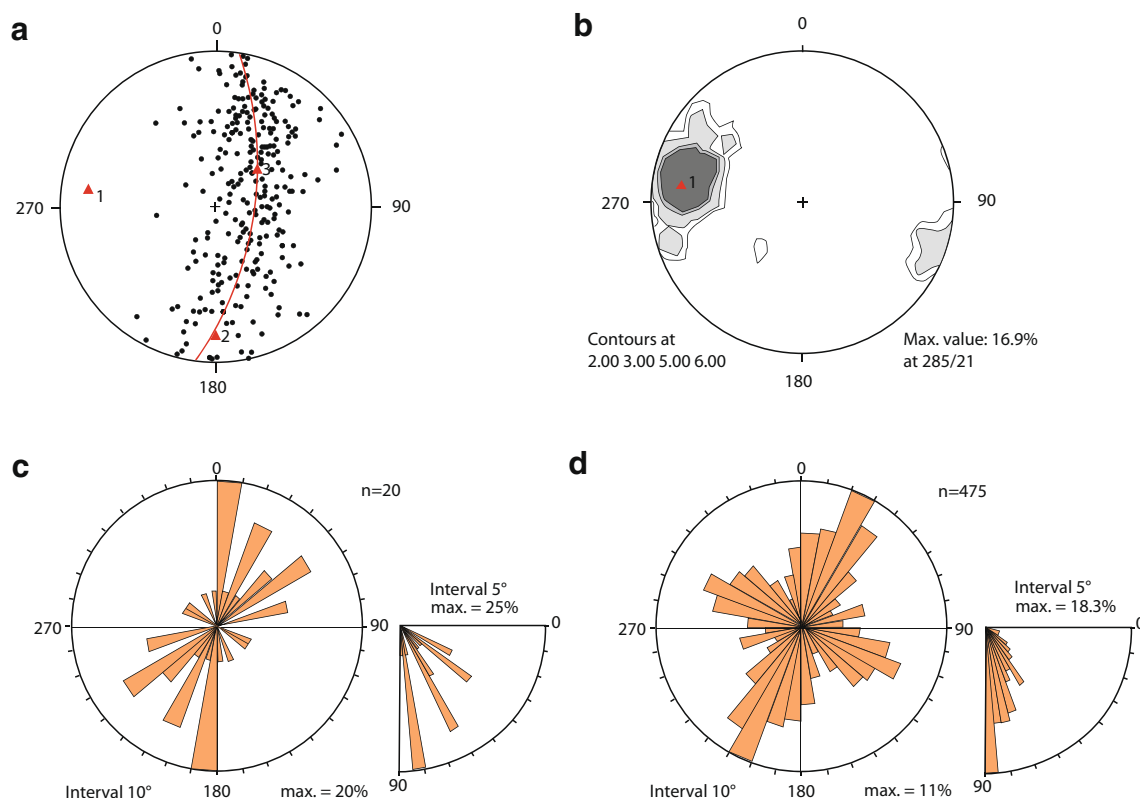 a
0
270
90
180
1
2
3
b
0
270
90
180
1
Contours at
2.00 3.00 5.00 6.00
Max. value: 16.9%
at 285/21
c
0
n=20
270
90
180
Interval 10°
max. = 20%
Interval 5°
max. = 25%
0
90
d
0
n=475
270
90
180
Interval 10°
max. = 11%
Interval 5°
max. = 18.3%
0
90